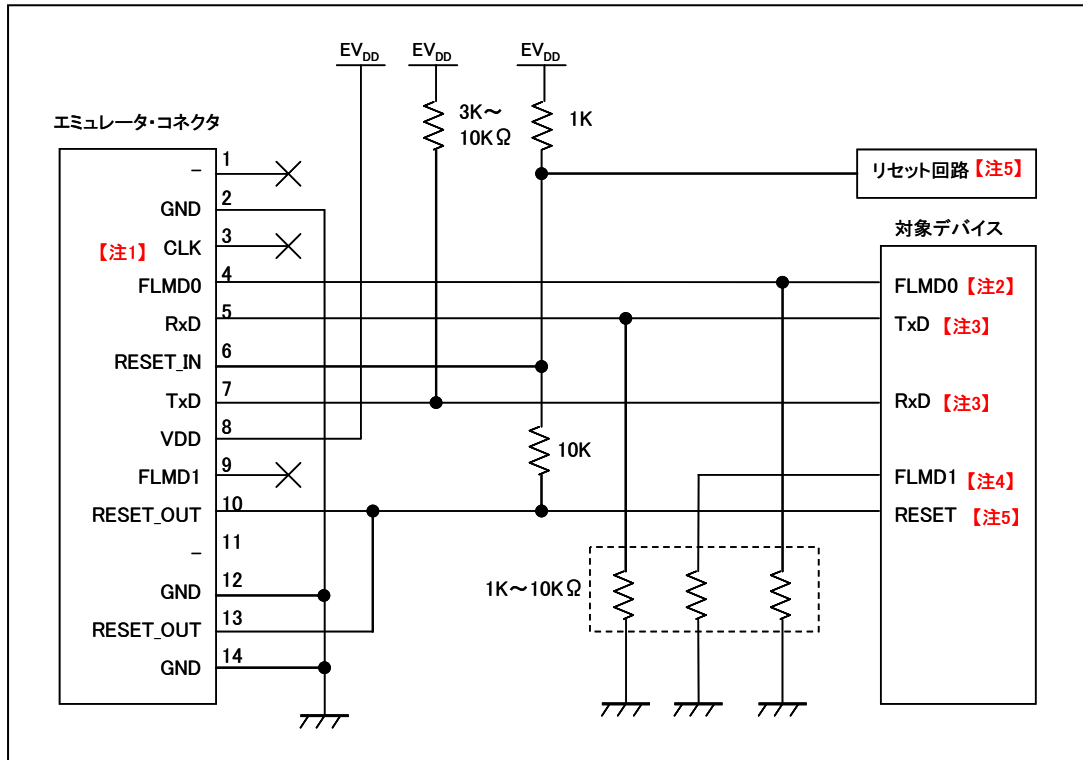 EVDD EVDD EVDD
3K～
10KΩ
1K
エミュレータ・コネクタ
リセット回路【注5】
対象デバイス
－ 1
GND 2
【注1】 CLK 3
FLMD0 4
RxD 5
RESET_IN 6
TxD 7
VDD 8
FLMD1 9
RESET_OUT 10
－ 11
GND 12
RESET_OUT 13
GND 14
10K
1K～10KΩ
FLMD0【注2】
TxD【注3】
RxD【注3】
FLMD1【注4】
RESET【注5】